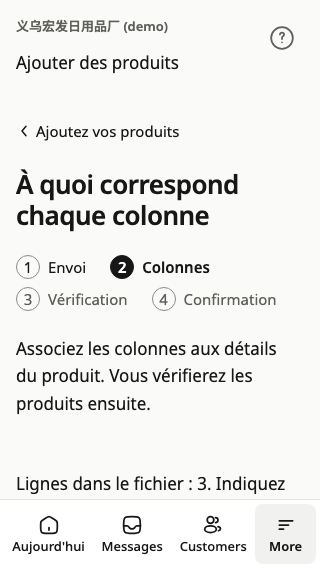 义乌宏发日用品厂 (demo)
Ajouter des produits
Ajoutez vos produits
À quoi correspond
chaque colonne
1 Envoi 2 Colonnes
3 Vérification 4 Confirmation
Associez les colonnes aux détails
du produit. Vous vérifierez les
produits ensuite.
Lignes dans le fichier : 3. Indiquez
Aujourd'hui Messages Customers More